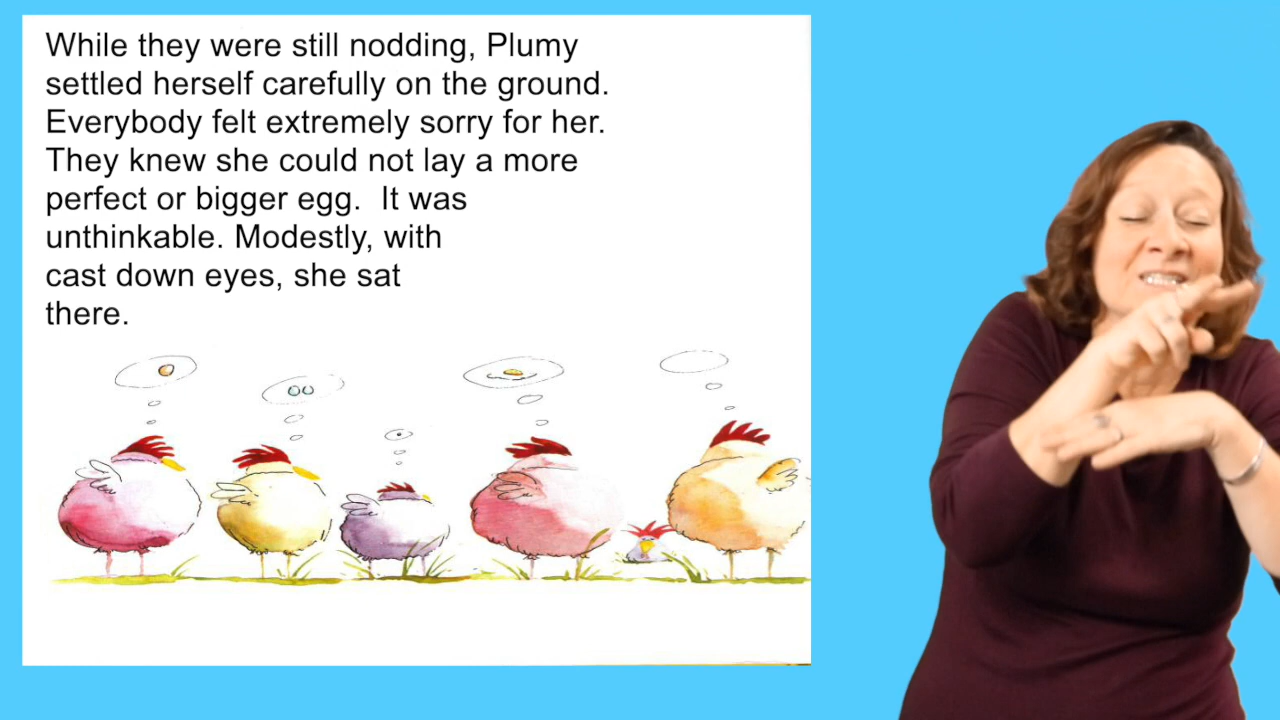 While they were still nodding, Plumy
settled herself carefully on the ground.
Everybody felt extremely sorry for her.
They knew she could not lay a more
perfect or bigger egg.  It was
unthinkable. Modestly, with
cast down eyes, she sat
there.